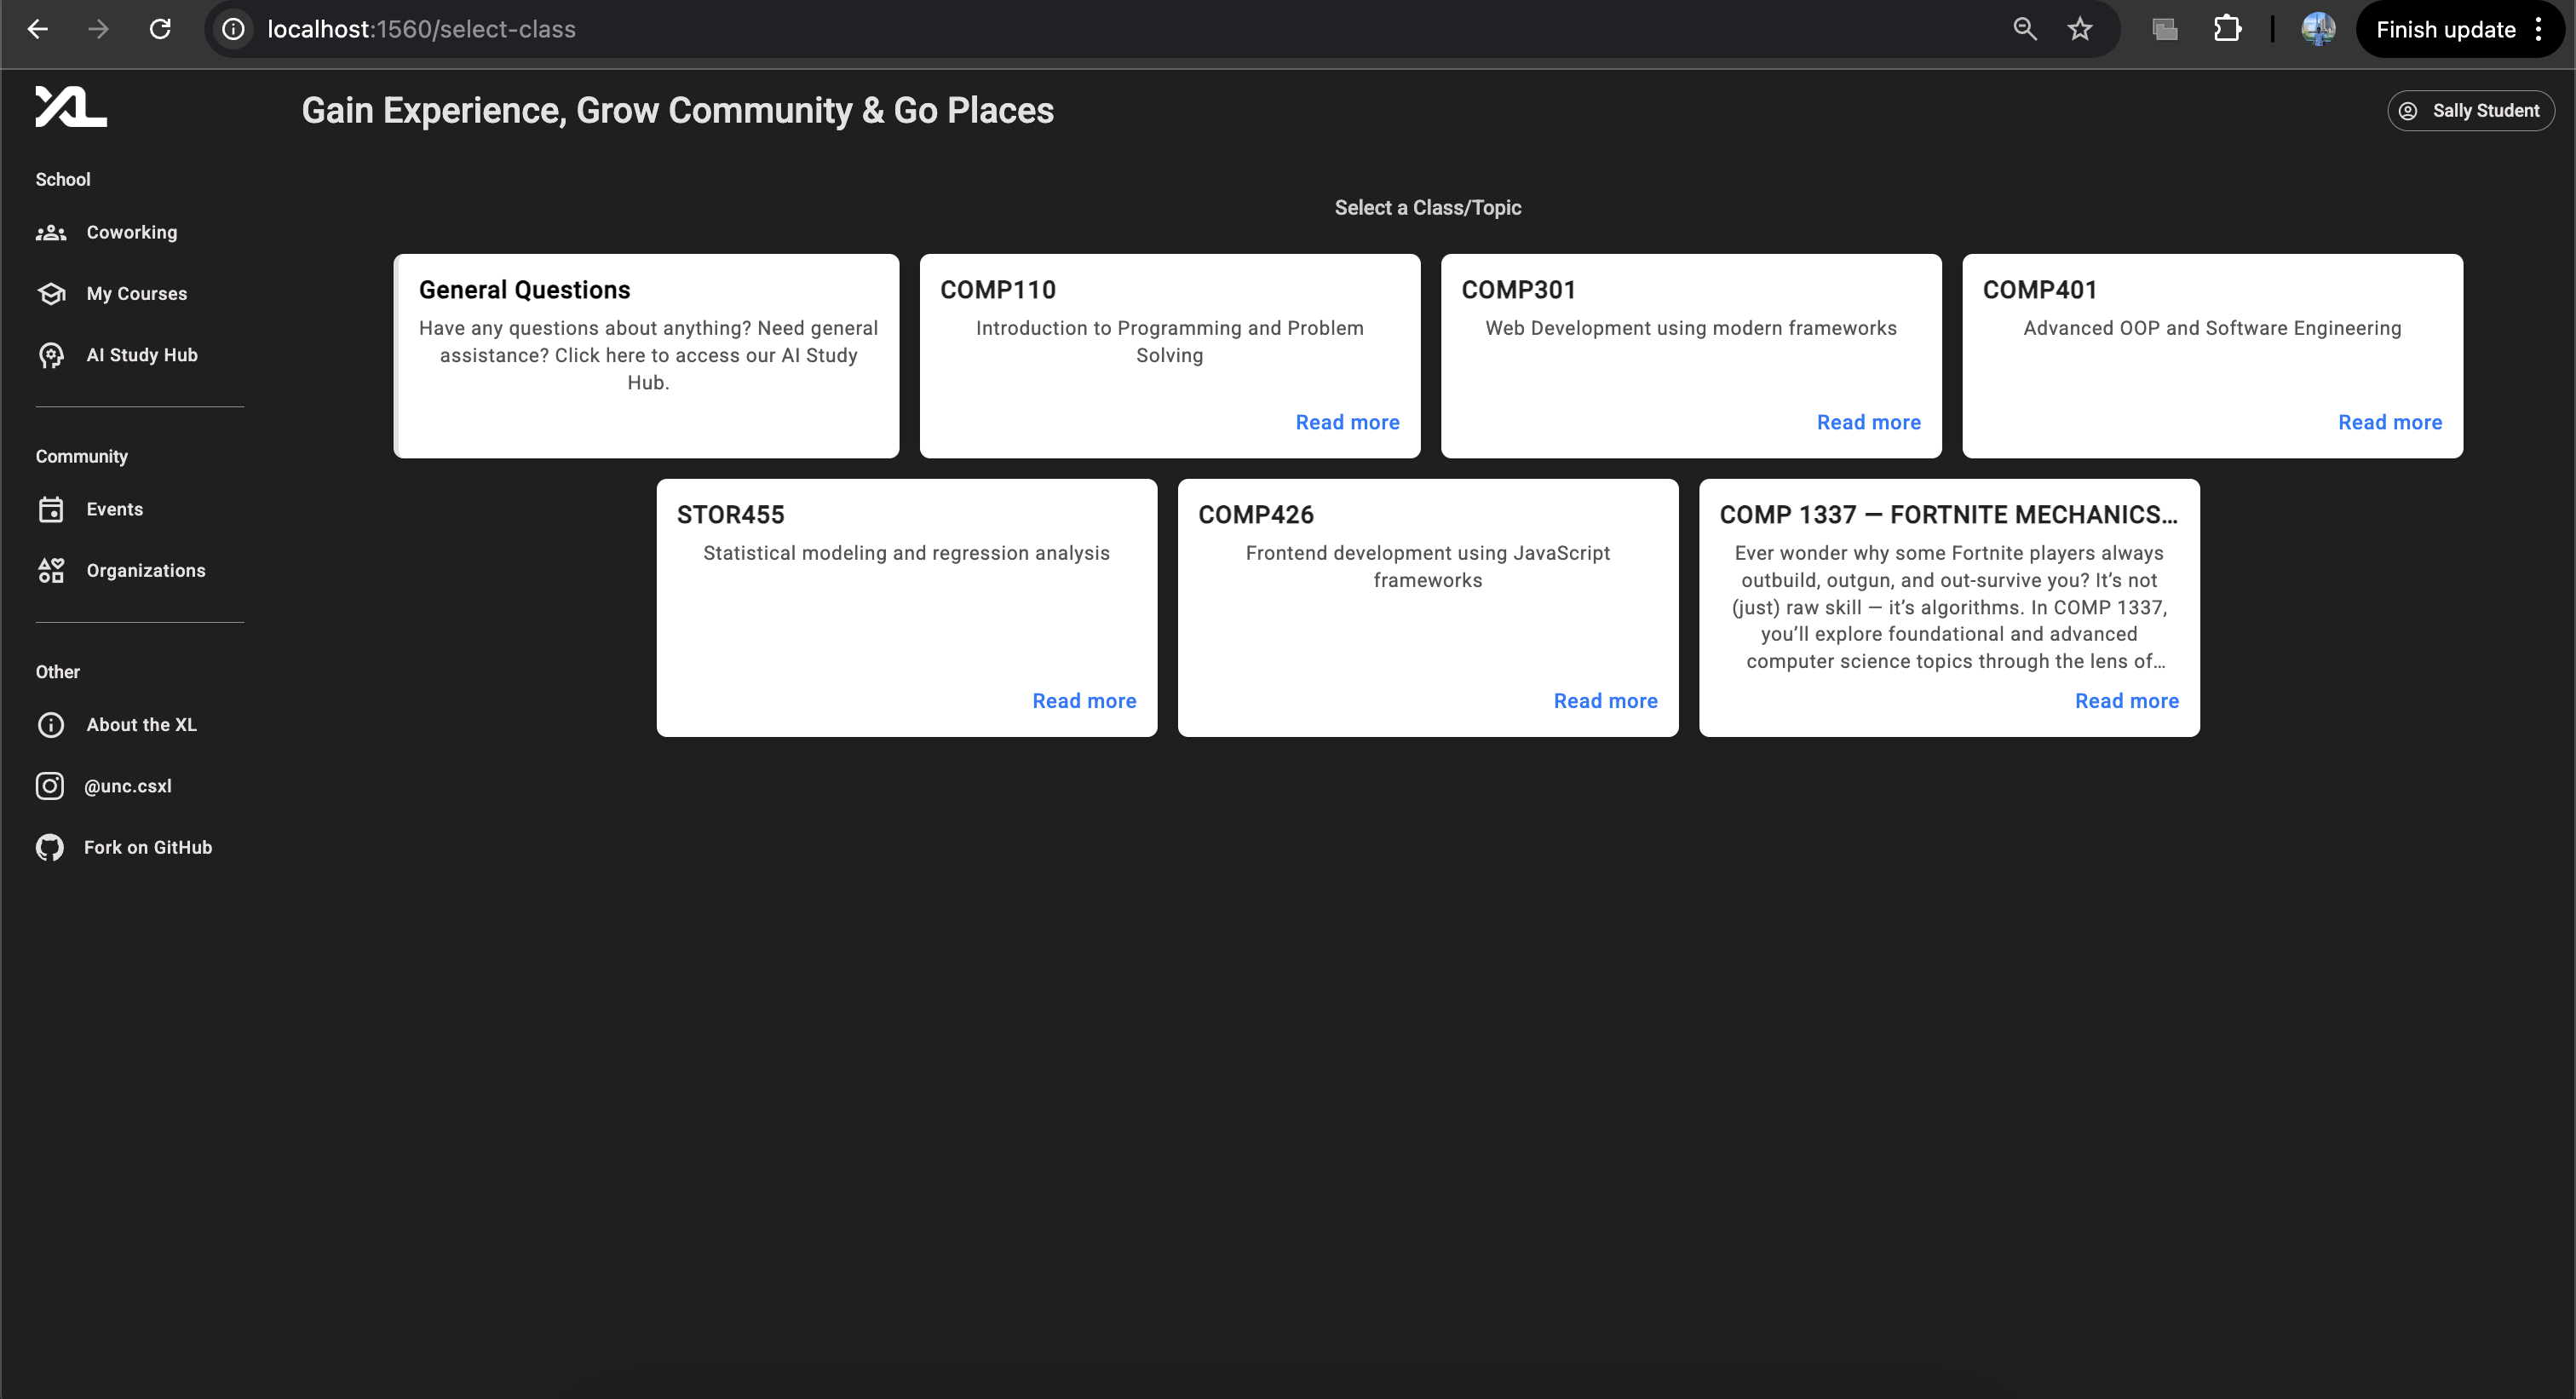 localhost:1560/select-class
Finish update
XL
Gain Experience, Grow Community & Go Places
Sally Student
School
Coworking
My Courses
AI Study Hub
Community
Events
Organizations
Other
About the XL
@unc.csxl
Fork on GitHub
Select a Class/Topic
General Questions
Have any questions about anything? Need general
assistance? Click here to access our AI Study
Hub.
COMP110
Introduction to Programming and Problem
Solving
Read more
COMP301
Web Development using modern frameworks
Read more
COMP401
Advanced OOP and Software Engineering
Read more
STOR455
Statistical modeling and regression analysis
Read more
COMP426
Frontend development using JavaScript
frameworks
Read more
COMP 1337 — FORTNITE MECHANICS…
Ever wonder why some Fortnite players always
outbuild, outgun, and out-survive you? It’s not
(just) raw skill — it’s algorithms. In COMP 1337,
you’ll explore foundational and advanced
computer science topics through the lens of…
Read more